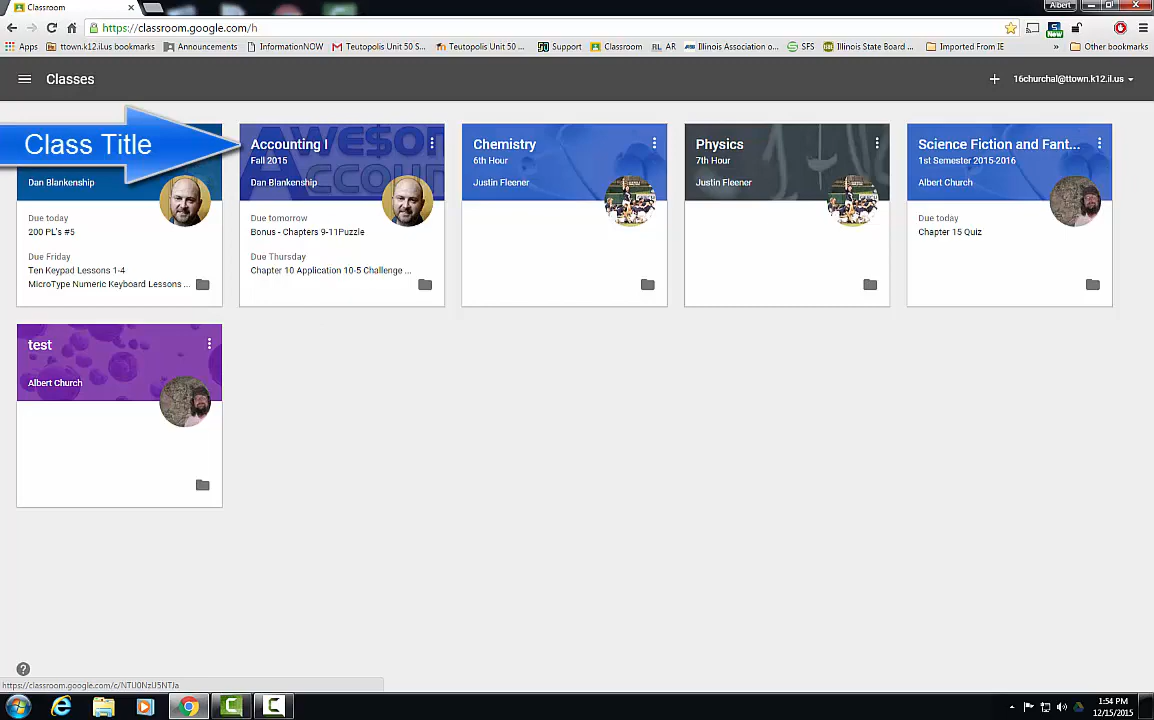 Classroom
Albert
https://classroom.google.com/h
Apps
ttown.k12.il.us bookmarks
Announcements
InformationNOW
Teutopolis Unit 50 S...
Teutopolis Unit 50 ...
Support
Classroom
RL AR
Illinois Association o...
SFS
Illinois State Board ...
Imported From IE
»
Other bookmarks
New
Classes
16churchal@ttown.k12.il.us
Class Title
Dan Blankenship
Due today
200 PL's #5
Due Friday
Ten Keypad Lessons 1-4
MicroType Numeric Keyboard Lessons ...
Accounting I
Fall 2015
Dan Blankenship
Due tomorrow
Bonus - Chapters 9-11Puzzle
Due Thursday
Chapter 10 Application 10-5 Challenge ...
Chemistry
6th Hour
Justin Fleener
Physics
7th Hour
Justin Fleener
Science Fiction and Fant...
1st Semester 2015-2016
Albert Church
Due today
Chapter 15 Quiz
test
Albert Church
?
1:54 PM
12/15/2015